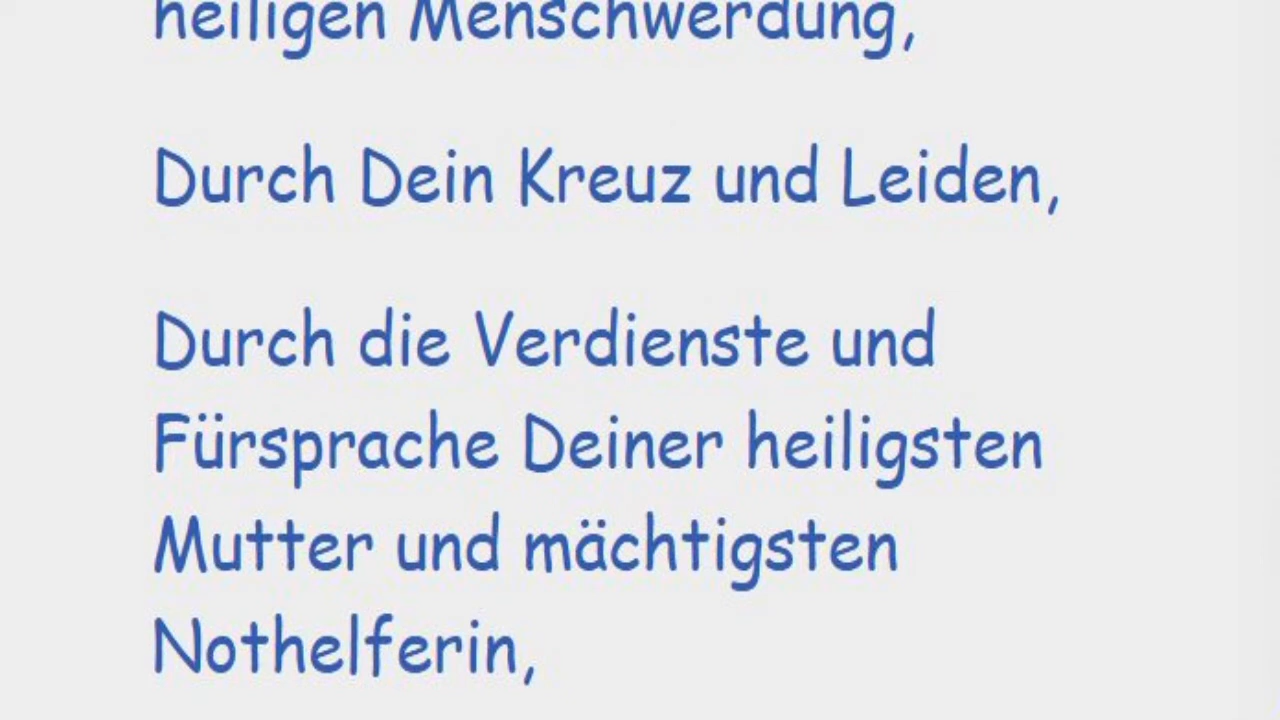 heiligen Menschwerdung,
Durch Dein Kreuz und Leiden,
Durch die Verdienste und
Fürsprache Deiner heiligsten
Mutter und mächtigsten
Nothelferin,